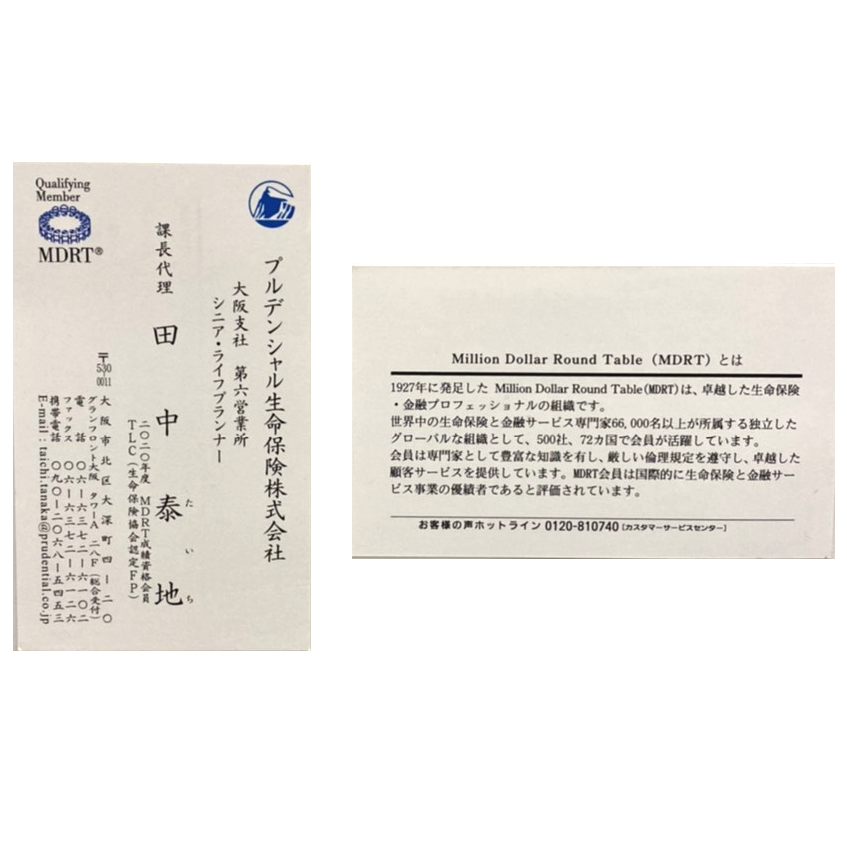 Qualifying
Member
MDRT®
プルデンシャル生命保険株式会社
大阪支社 第六営業所
シニア・ライフプランナー
課長代理 田中泰地
たいち
二〇二〇年度 MDRT成績資格会員
TLC(生命保険協会認定FP)
〒530-0011 大阪市北区大深町四ー二〇
グランフロント大阪 タワーA 二八F(総合受付)
電話 〇六ー六三七二ー六一〇二
ファックス 〇六ー六三七二ー六一二六
携帯電話 〇九〇ー二〇六八ー五四五三
E-mail : taichi.tanaka@prudential.co.jp
Million Dollar Round Table(MDRT)とは
1927年に発足した Million Dollar Round Table(MDRT)は、卓越した生命保険
・金融プロフェッショナルの組織です。
世界中の生命保険と金融サービス専門家66,000名以上が所属する独立した
グローバルな組織として、500社、72カ国で会員が活躍しています。
会員は専門家として豊富な知識を有し、厳しい倫理規定を遵守し、卓越した
顧客サービスを提供しています。MDRT会員は国際的に生命保険と金融サー
ビス事業の優績者であると評価されています。
お客様の声ホットライン 0120-810740 [カスタマーサービスセンター]